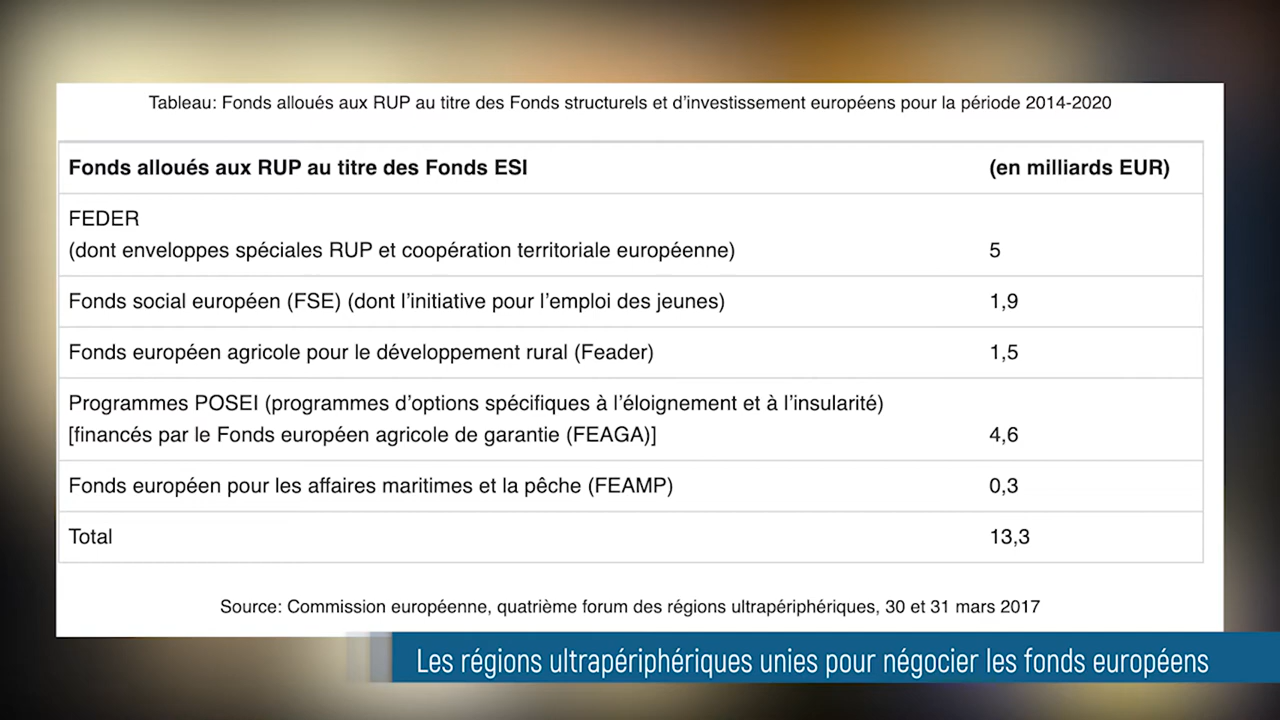 Tableau: Fonds alloués aux RUP au titre des Fonds structurels et d'investissement européens pour la période 2014-2020
Fonds alloués aux RUP au titre des Fonds ESI (en milliards EUR)
FEDER
(dont enveloppes spéciales RUP et coopération territoriale européenne) 5
Fonds social européen (FSE) (dont l'initiative pour l'emploi des jeunes) 1,9
Fonds européen agricole pour le développement rural (Feader) 1,5
Programmes POSEI (programmes d'options spécifiques à l'éloignement et à l'insularité)
[financés par le Fonds européen agricole de garantie (FEAGA)] 4,6
Fonds européen pour les affaires maritimes et la pêche (FEAMP) 0,3
Total 13,3
Source: Commission européenne, quatrième forum des régions ultrapériphériques, 30 et 31 mars 2017
Les régions ultrapériphériques unies pour négocier les fonds européens